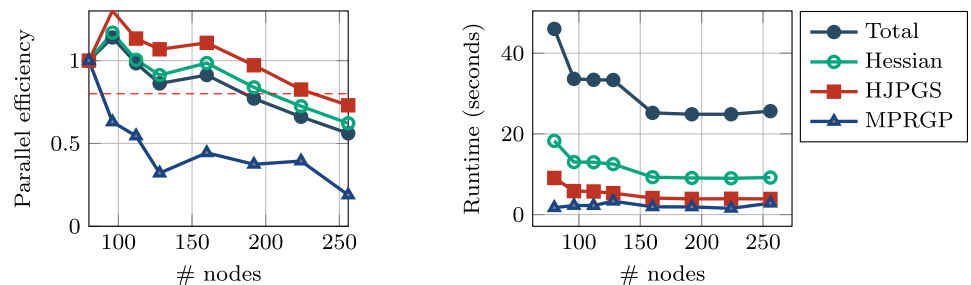 Parallel efficiency
1
0.5
0
100
150
200
250
# nodes
Runtime (seconds)
40
20
0
100
150
200
250
# nodes
Total
Hessian
HJPGS
MPRGP